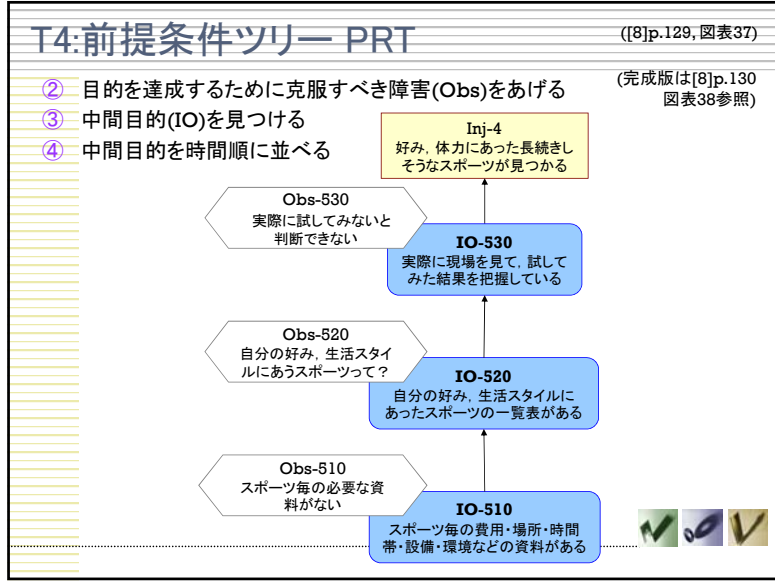 T4:前提条件ツリー PRT
([8]p.129,図表37)
(完成版は[8]p.130
図表38参照)
② 目的を達成するために克服すべき障害(Obs)をあげる
③ 中間目的(IO)を見つける
④ 中間目的を時間順に並べる
Inj-4
好み，体力にあった長続きし
そうなスポーツが見つかる
Obs-530
実際に試してみないと
判断できない
IO-530
実際に現場を見て，試して
みた結果を把握している
Obs-520
自分の好み，生活スタイ
ルにあうスポーツって？
IO-520
自分の好み，生活スタイルに
あったスポーツの一覧表がある
Obs-510
スポーツ毎の必要な資
料がない
IO-510
スポーツ毎の費用・場所・時間
帯・設備・環境などの資料がある